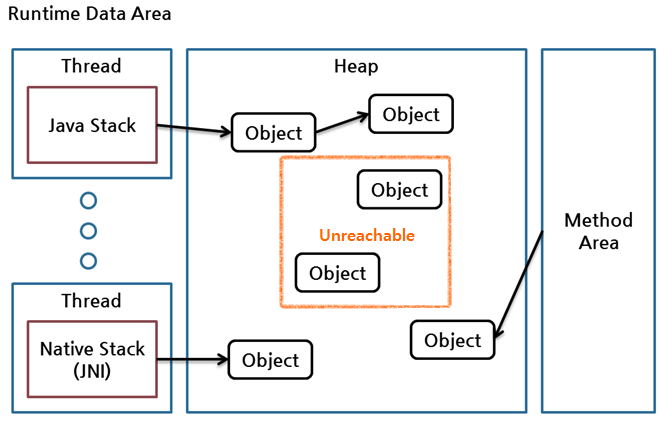 Runtime Data Area
Thread
Java Stack
Heap
Object
Object
Object
Unreachable
Object
Method
Area
Thread
Native Stack
(JNI)
Object
Object